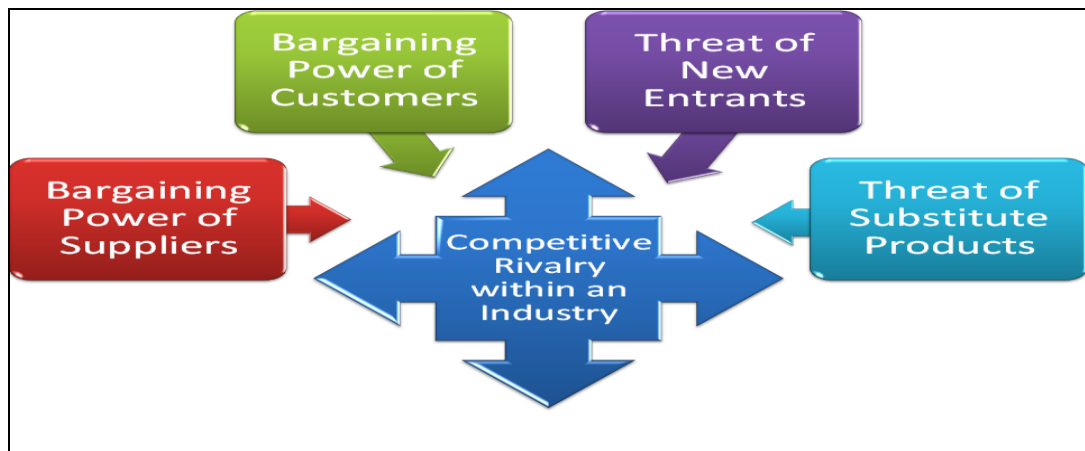 Bargaining
Power of
Customers
Threat of
New
Entrants
Bargaining
Power of
Suppliers
Threat of
Substitute
Products
Competitive
Rivalry
within an
Industry